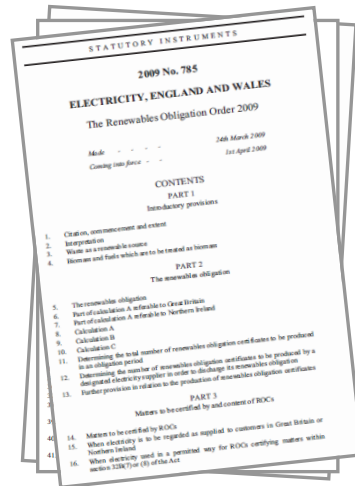 STATUTORY INSTRUMENTS
2009 No. 785
ELECTRICITY, ENGLAND AND WALES
The Renewables Obligation Order 2009
Made - - - - 24th March 2009
Coming into force - - 1st April 2009
CONTENTS
PART 1
Introductory provisions
1. Citation, commencement and extent
2. Interpretation
3. Waste as a renewable source
4. Biomass and fuels which are to be treated as biomass
PART 2
The renewables obligation
5. The renewables obligation
6. Part of calculation A referable to Great Britain
7. Part of calculation A referable to Northern Ireland
8. Calculation A
9. Calculation B
10. Calculation C
11. Determining the total number of renewables obligation certificates to be produced
in an obligation period
12. Determining the number of renewables obligation certificates to be produced by a
designated electricity supplier in order to discharge its renewables obligation
13. Further provision in relation to the production of renewables obligation certificates
PART 3
Matters to be certified by and content of ROCs
14. Matters to be certified by ROCs
15. When electricity is to be regarded as supplied to customers in Great Britain or
Northern Ireland
16. When electricity used in a permitted way for ROCs certifying matters within
section 32B(7) or (8) of the Act